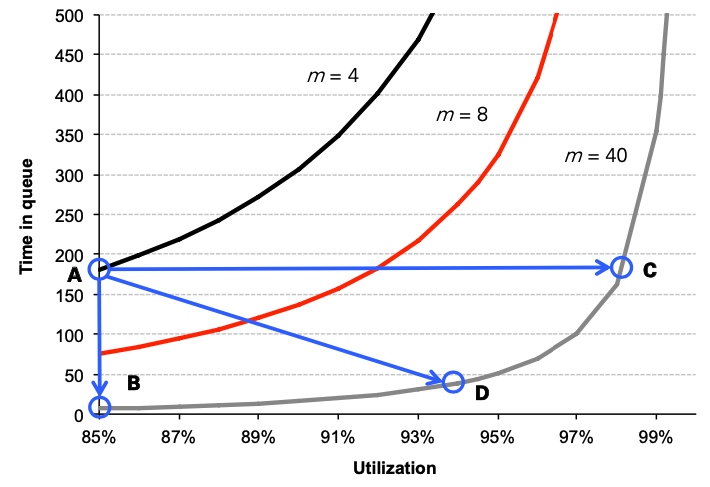 500
450
400
350
300
250
200
150
100
50
0
Time in queue
m = 4
m = 8
m = 40
A
B
C
D
85%
87%
89%
91%
93%
95%
97%
99%
Utilization